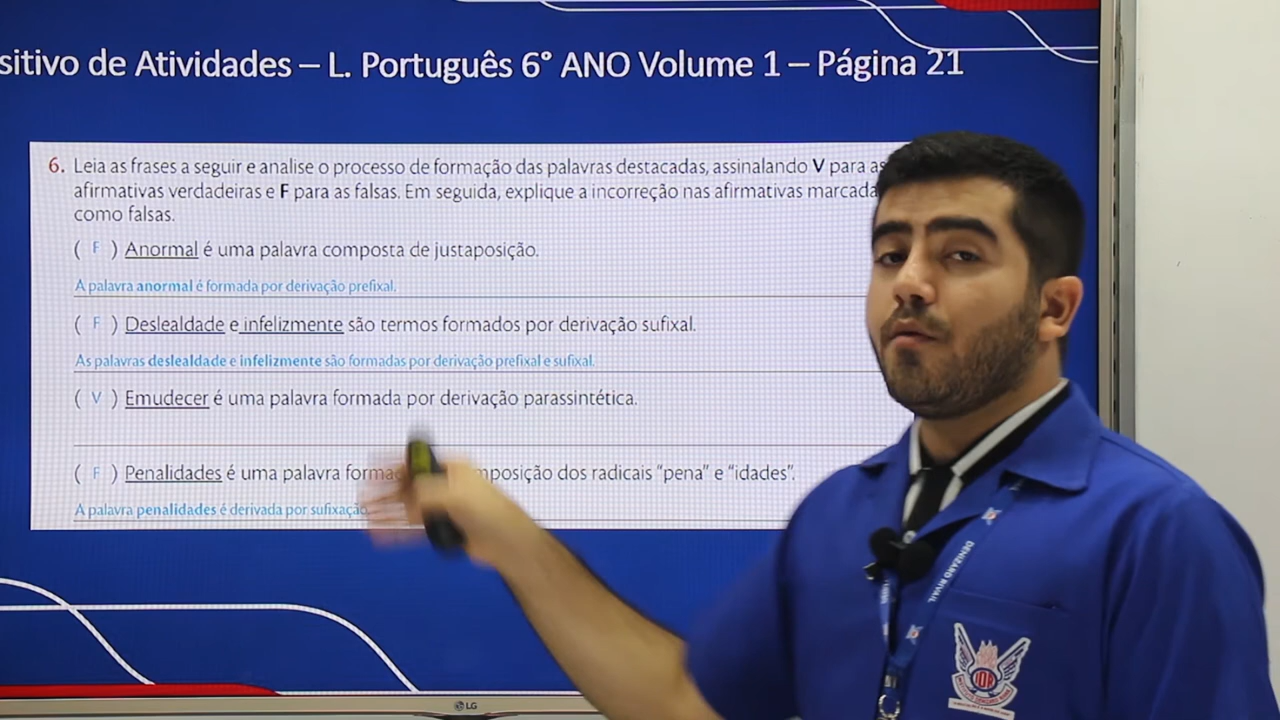 sitivo de Atividades – L. Português 6° ANO Volume 1 – Página 21
6. Leia as frases a seguir e analise o processo de formação das palavras destacadas, assinalando V para as
afirmativas verdadeiras e F para as falsas. Em seguida, explique a incorreção nas afirmativas marcada
como falsas.
( F ) Anormal é uma palavra composta de justaposição.
A palavra anormal é formada por derivação prefixal.
( F ) Deslealdade e infelizmente são termos formados por derivação sufixal.
As palavras deslealdade e infelizmente são formadas por derivação prefixal e sufixal.
( V ) Emudecer é uma palavra formada por derivação parassintética.
( F ) Penalidades é uma palavra forma mposição dos radicais "pena" e "idades".
A palavra penalidades é derivada por sufixação
DENIZARD RIVAIL
LG